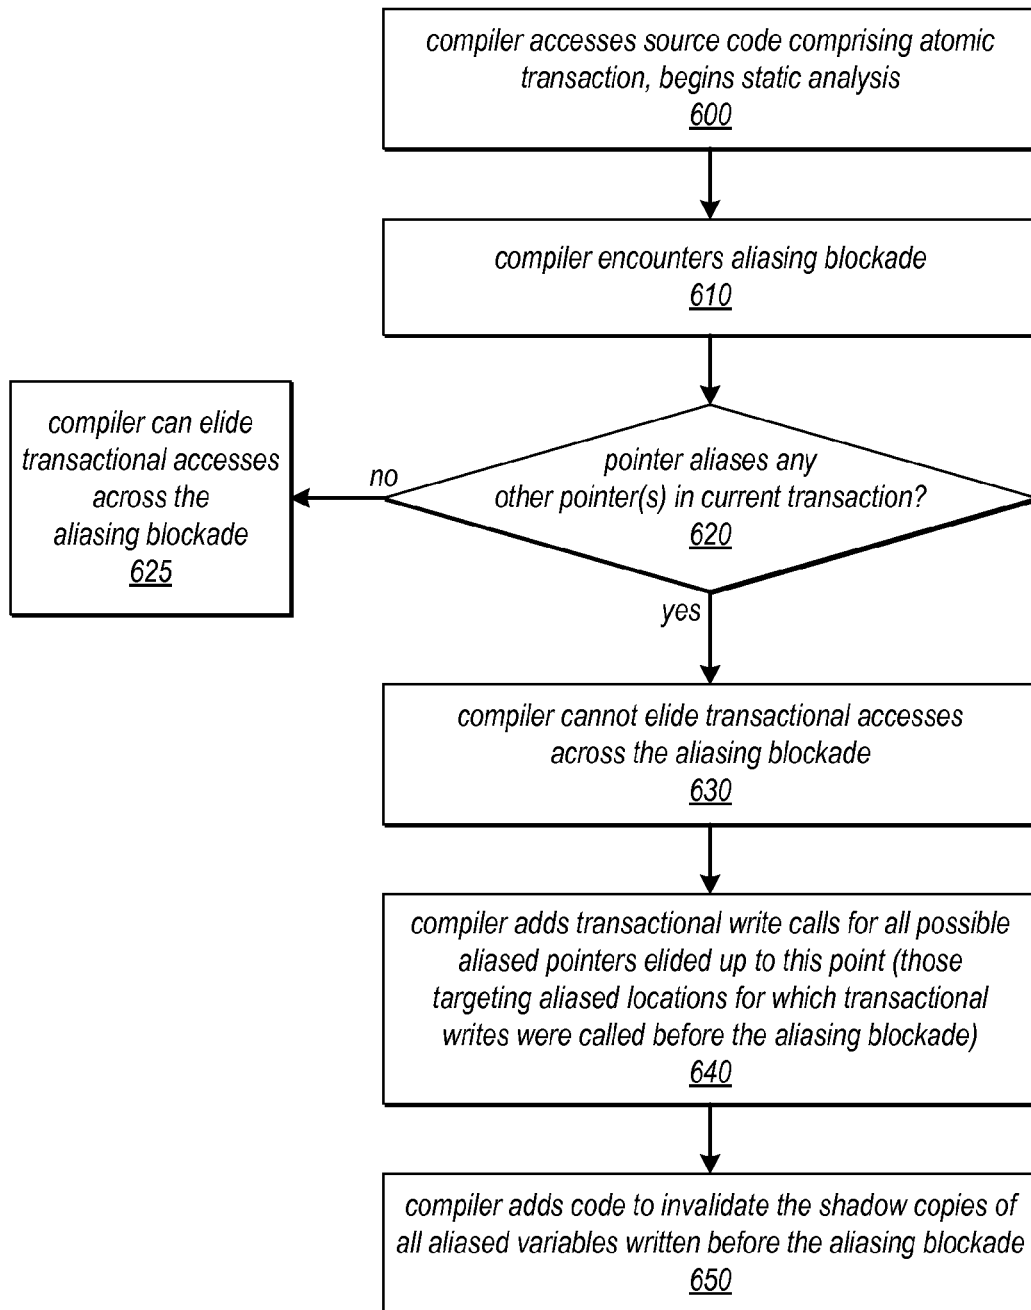 compiler accesses source code comprising atomic
transaction, begins static analysis
600
compiler encounters aliasing blockade
610
pointer aliases any
other pointer(s) in current transaction?
620
no
compiler can elide
transactional accesses
across the
aliasing blockade
625
yes
compiler cannot elide transactional accesses
across the aliasing blockade
630
compiler adds transactional write calls for all possible
aliased pointers elided up to this point (those
targeting aliased locations for which transactional
writes were called before the aliasing blockade)
640
compiler adds code to invalidate the shadow copies of
all aliased variables written before the aliasing blockade
650